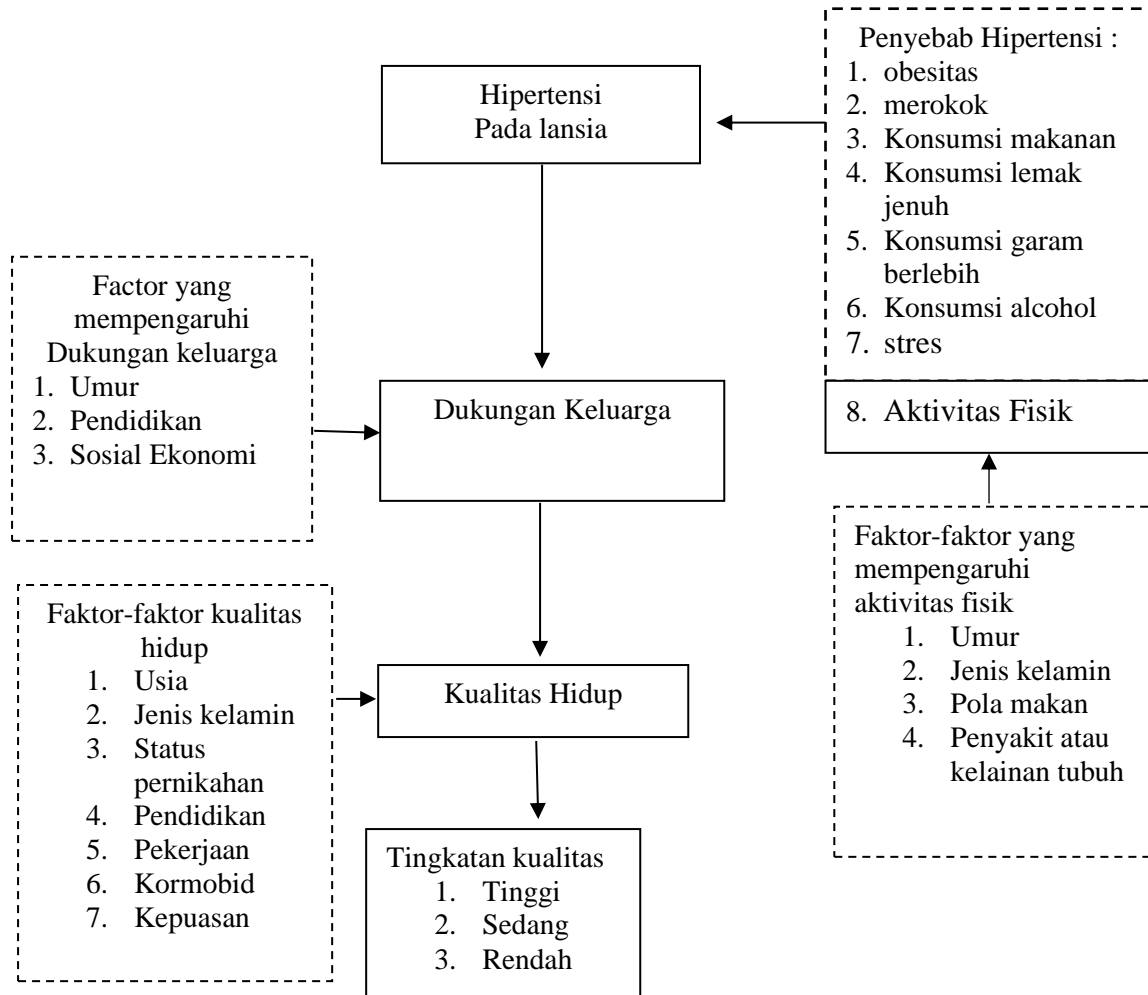 Penyebab Hipertensi :
1. obesitas
2. merokok
3. Konsumsi makanan
4. Konsumsi lemak
jenuh
5. Konsumsi garam
berlebih
6. Konsumsi alcohol
7. stres
8. Aktivitas Fisik
Hipertensi
Pada lansia
Factor yang
mempengaruhi
Dukungan keluarga
1. Umur
2. Pendidikan
3. Sosial Ekonomi
Dukungan Keluarga
Faktor-faktor yang
mempengaruhi
aktivitas fisik
1. Umur
2. Jenis kelamin
3. Pola makan
4. Penyakit atau
kelainan tubuh
Faktor-faktor kualitas
hidup
1. Usia
2. Jenis kelamin
3. Status
pernikahan
4. Pendidikan
5. Pekerjaan
6. Kormobid
7. Kepuasan
Kualitas Hidup
Tingkatan kualitas
1. Tinggi
2. Sedang
3. Rendah